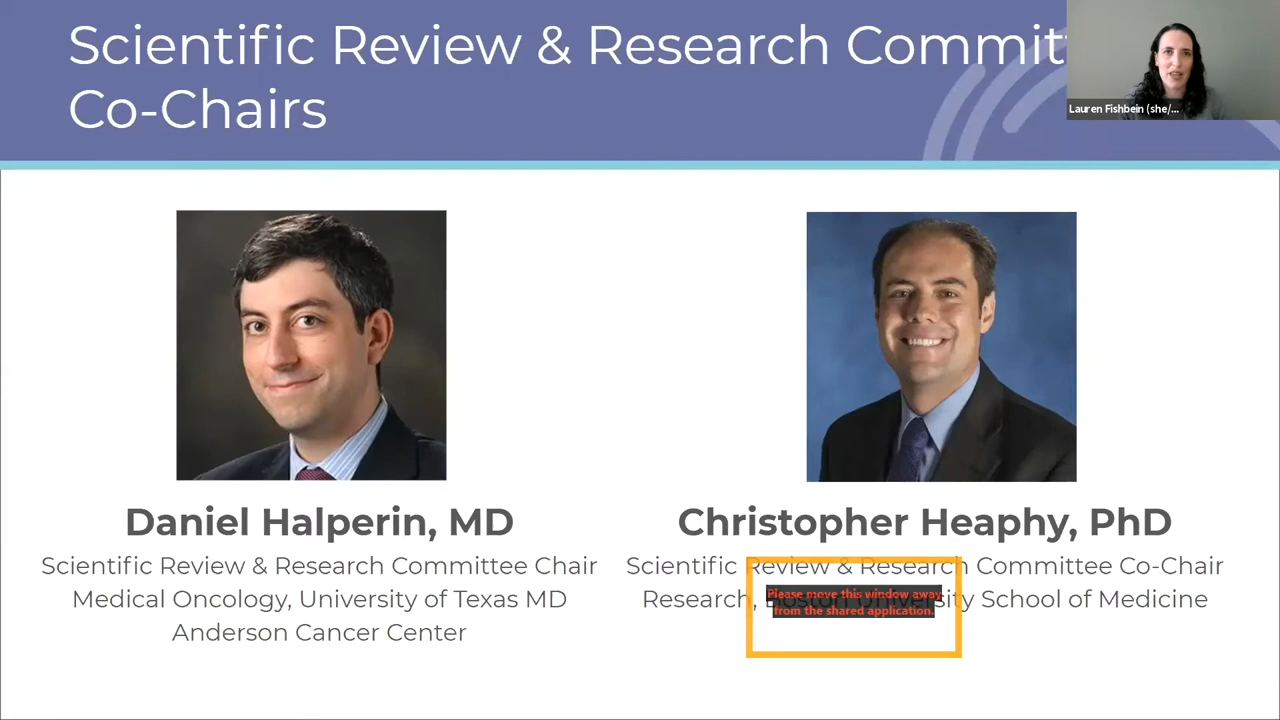 Scientific Review & Research Committ
Co-Chairs
Lauren Fishbein (she/...
Daniel Halperin, MD
Scientific Review & Research Committee Chair
Medical Oncology, University of Texas MD
Anderson Cancer Center
Christopher Heaphy, PhD
Scientific Review & Research Committee Co-Chair
Research, Boston University School of Medicine
Please move this window away
from the shared application.